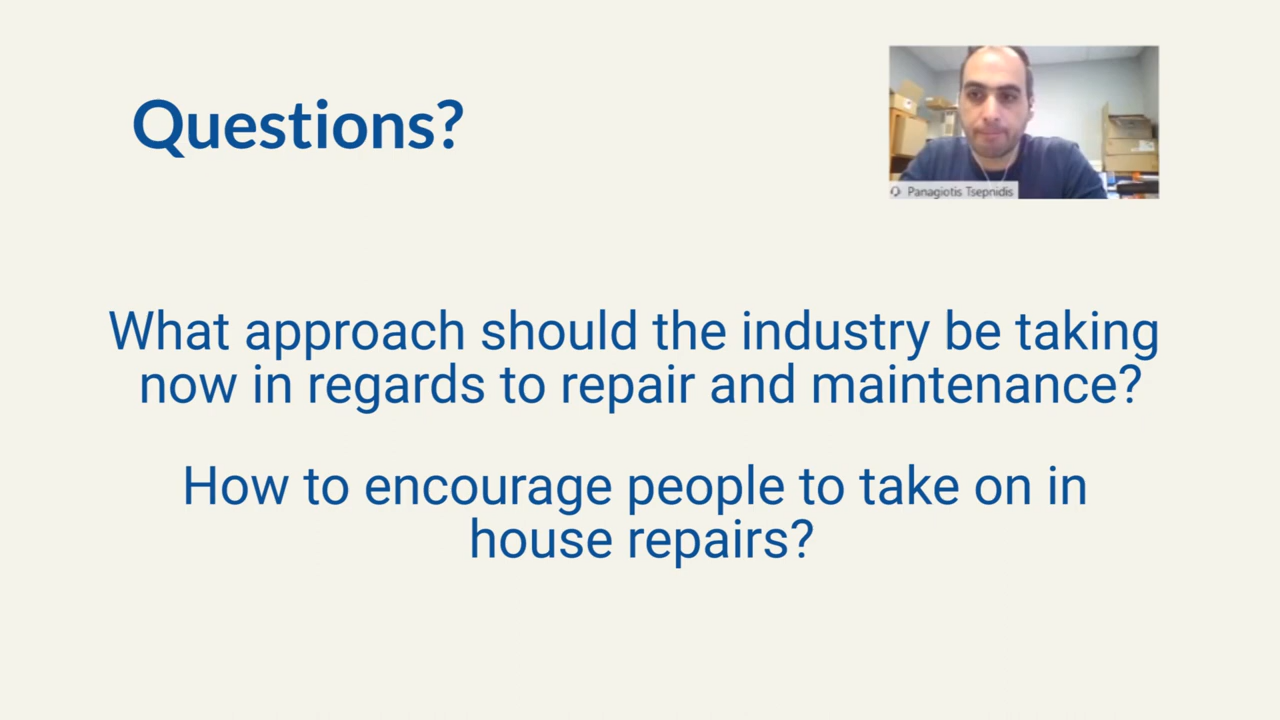 Questions?
Panagiotis Tsepnidis
What approach should the industry be taking
now in regards to repair and maintenance?
How to encourage people to take on in
house repairs?